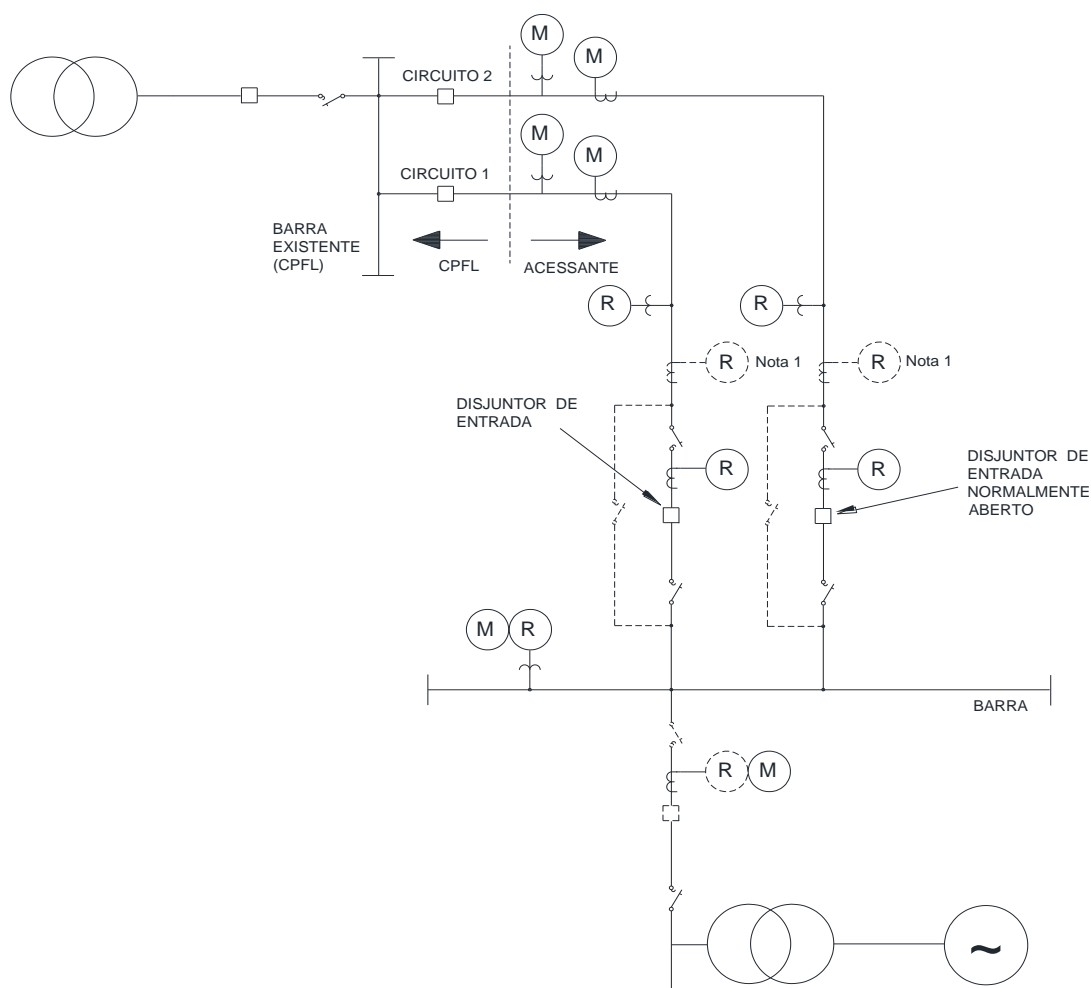 M
M
CIRCUITO 2
M
M
CIRCUITO 1
BARRA
EXISTENTE
(CPFL)
CPFL
ACESSANTE
R
R
R
Nota 1
R
Nota 1
DISJUNTOR DE
ENTRADA
R
R
DISJUNTOR DE
ENTRADA
NORMALMENTE
ABERTO
M R
BARRA
R M
~